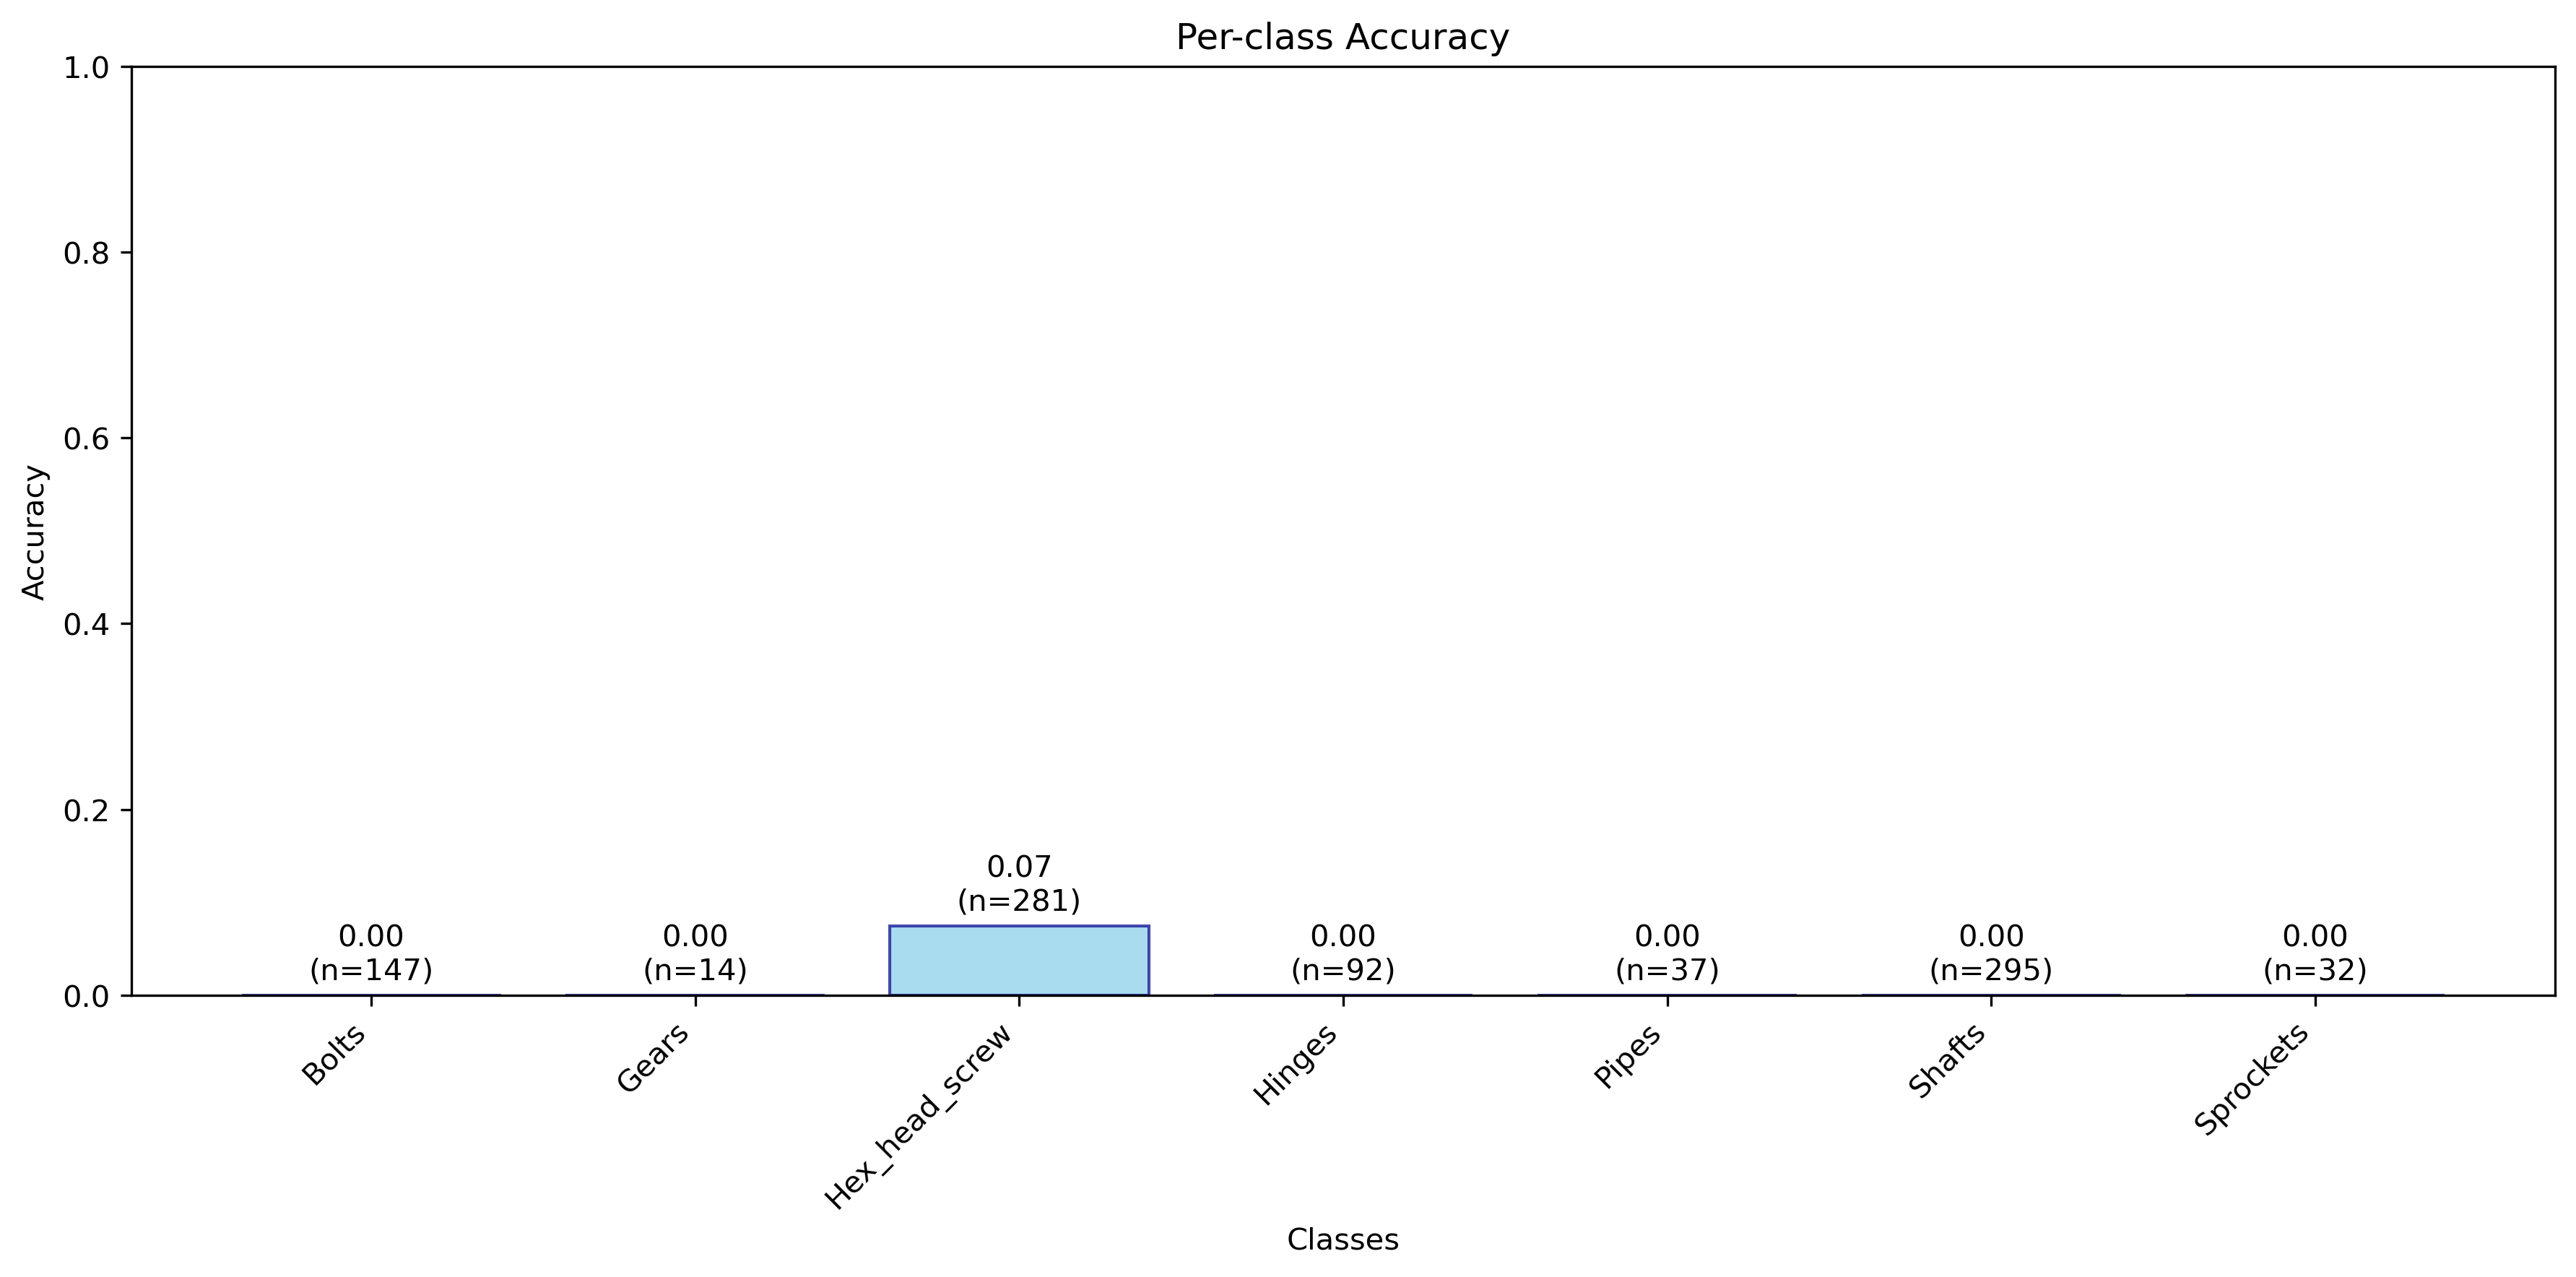 Per-class Accuracy
Accuracy
1.0
0.8
0.6
0.4
0.2
0.0
0.00
(n=147)
0.00
(n=14)
0.07
(n=281)
0.00
(n=92)
0.00
(n=37)
0.00
(n=295)
0.00
(n=32)
Bolts
Gears
Hex_head_screw
Hinges
Pipes
Shafts
Sprockets
Classes